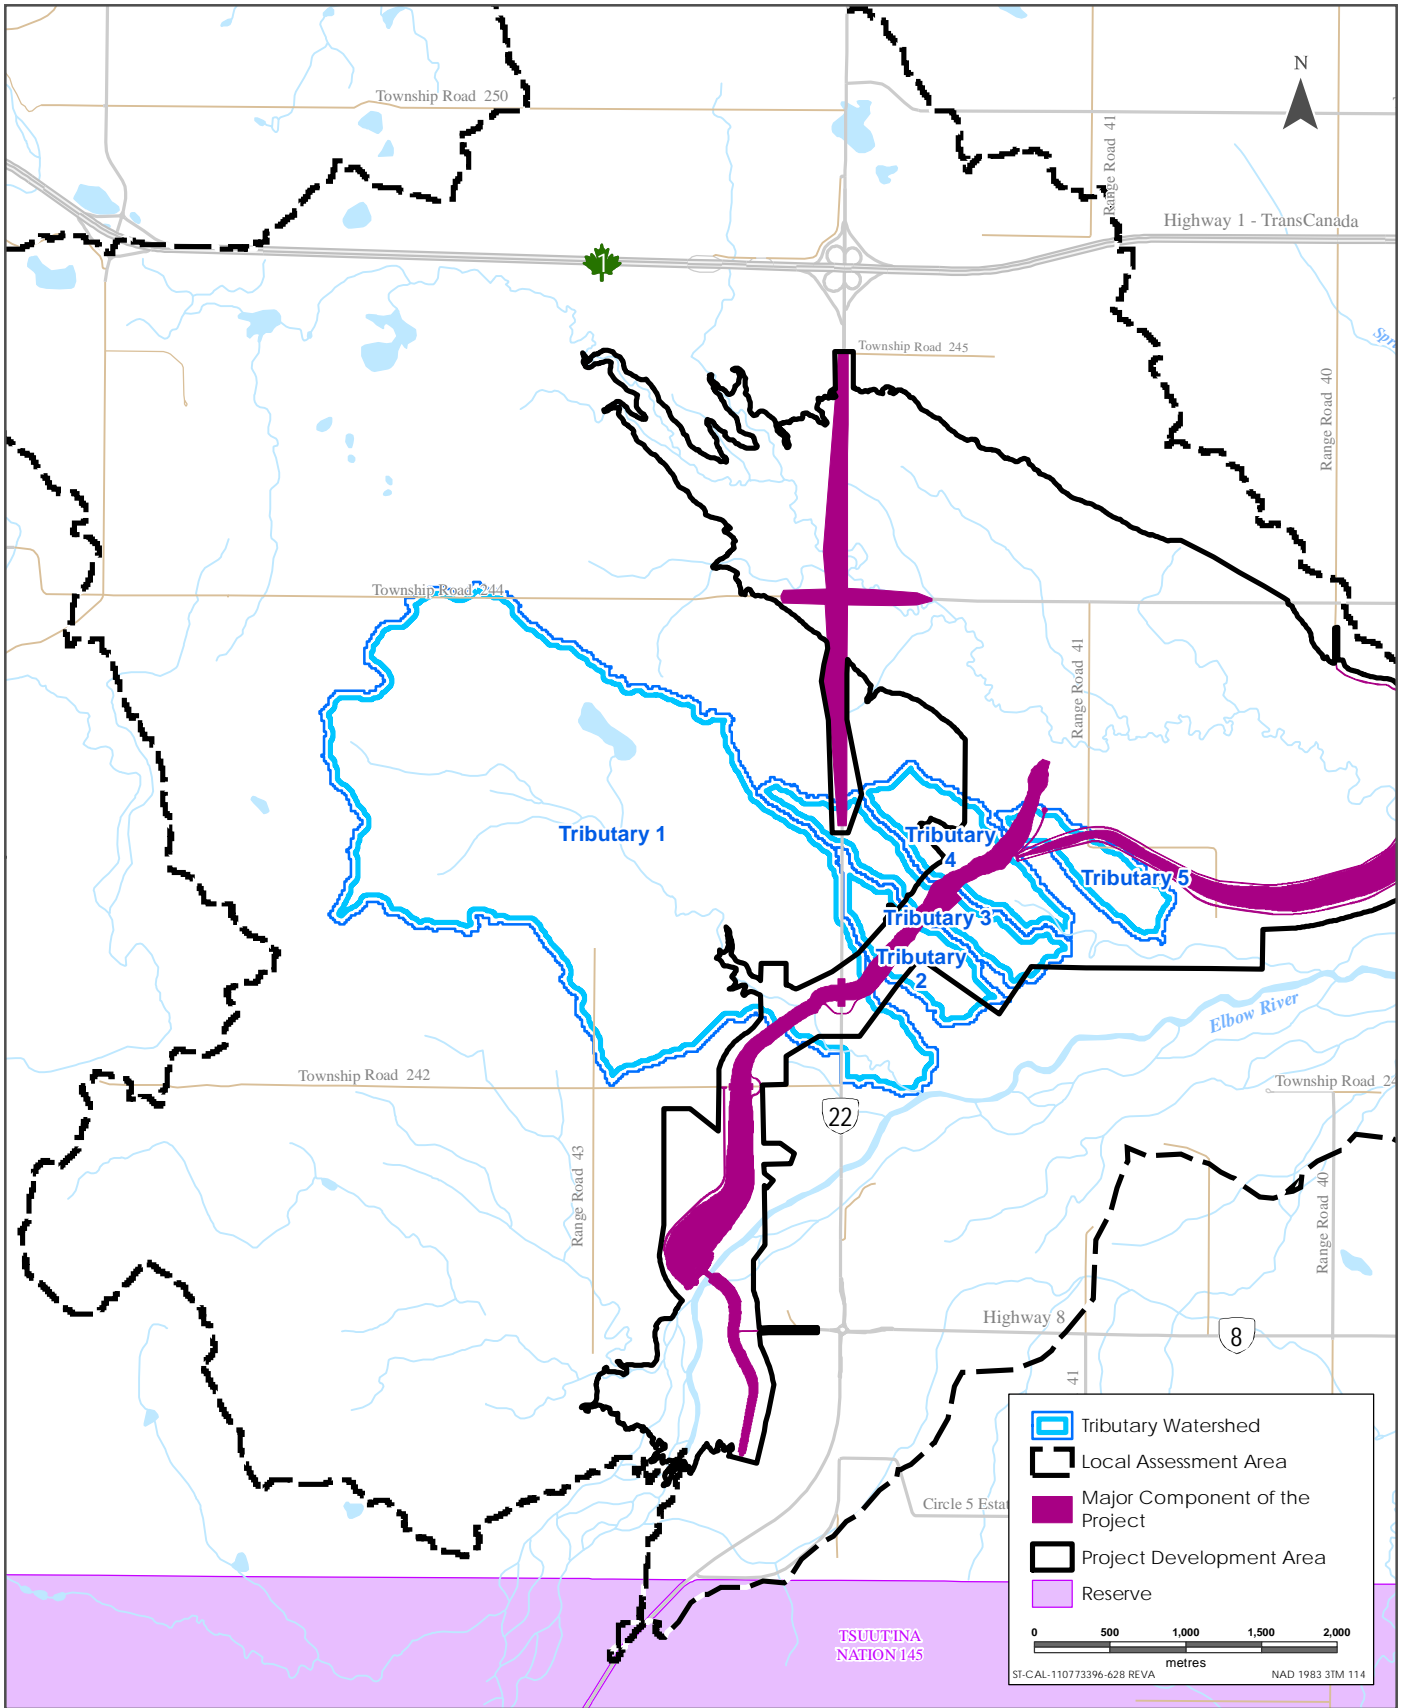 Township Road 250
N
Range Road 41
Highway 1 - TransCanada
1
Township Road 245
Range Road 40
Township Road 244
Range Road 41
Tributary 1
Tributary
4
Tributary 5
Tributary 3
Tributary
2
Elbow River
Township Road 242
Township Road 24
22
Range Road 43
Range Road 40
Highway 8
8
41
Circle 5 Estat
Tributary Watershed
Local Assessment Area
Major Component of the
Project
Project Development Area
Reserve
0 500 1,000 1,500 2,000
metres
ST-CAL-110773396-628 REVA NAD 1983 3TM 114
TSUUT'INA
NATION 145